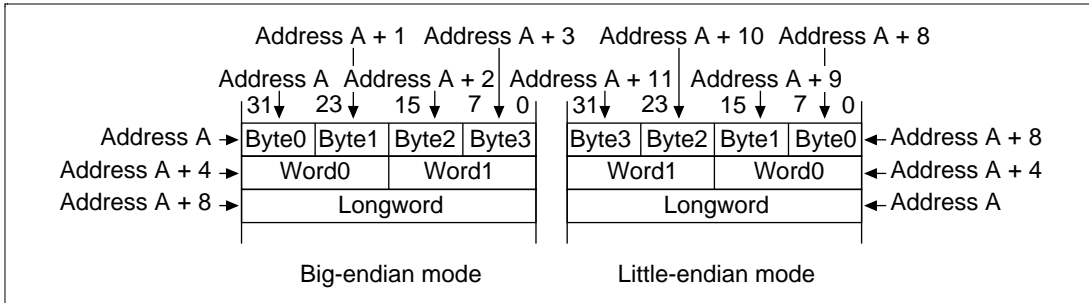 Address A + 1 Address A + 3 Address A + 10 Address A + 8
Address A Address A + 2 Address A + 11 Address A + 9
31 23 15 7 0 31 23 15 7 0
Address A Byte0 Byte1 Byte2 Byte3 Byte3 Byte2 Byte1 Byte0 Address A + 8
Address A + 4 Word0 Word1 Word1 Word0 Address A + 4
Address A + 8 Longword Longword Address A
Big-endian mode Little-endian mode